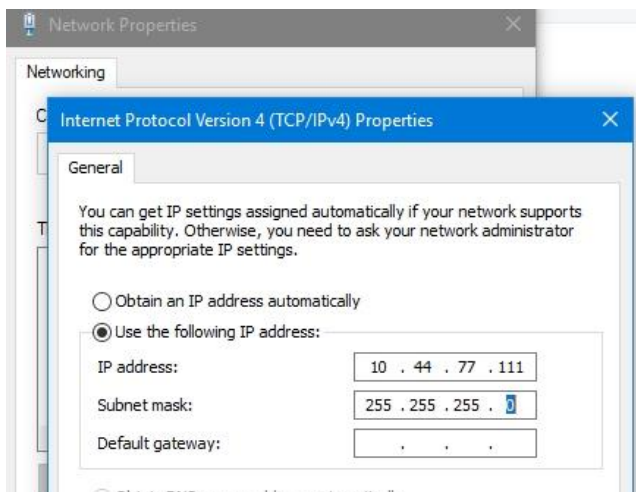 Network Properties
Networking
C
Internet Protocol Version 4 (TCP/IPv4) Properties
General
You can get IP settings assigned automatically if your network supports
this capability. Otherwise, you need to ask your network administrator
for the appropriate IP settings.
T
Obtain an IP address automatically
Use the following IP address:
IP address: 10 . 44 . 77 . 111
Subnet mask: 255 . 255 . 255 . 0
Default gateway: . . .